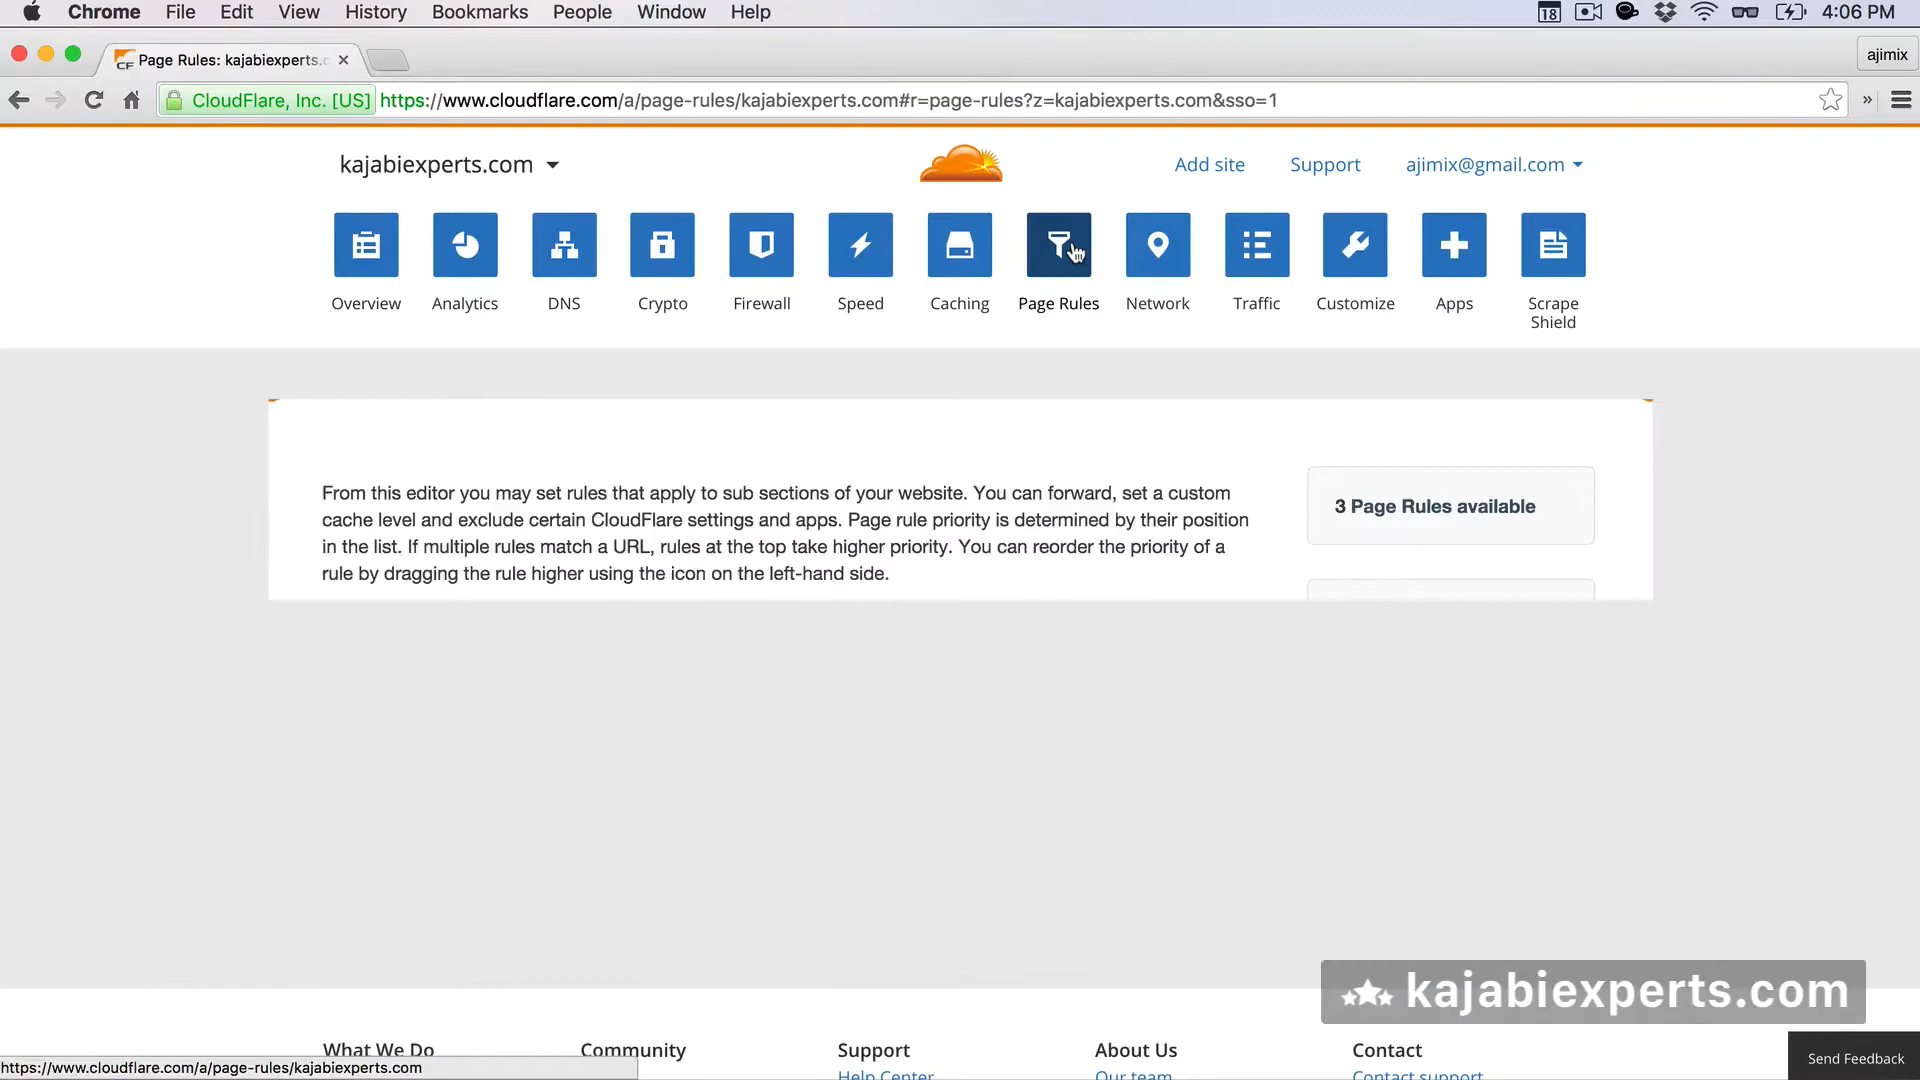 Chrome File Edit View History Bookmarks People Window Help 18 4:06 PM
CF Page Rules: kajabiexperts. ajimix
CloudFlare, Inc. [US] https://www.cloudflare.com/a/page-rules/kajabiexperts.com#r=page-rules?z=kajabiexperts.com&sso=1 »
kajabiexperts.com Add site Support ajimix@gmail.com
Overview Analytics DNS Crypto Firewall Speed Caching Page Rules Network Traffic Customize Apps Scrape
Shield
From this editor you may set rules that apply to sub sections of your website. You can forward, set a custom
cache level and exclude certain CloudFlare settings and apps. Page rule priority is determined by their position
in the list. If multiple rules match a URL, rules at the top take higher priority. You can reorder the priority of a
rule by dragging the rule higher using the icon on the left-hand side.
3 Page Rules available
kajabiexperts.com
What We Do Community Support About Us Contact
Help Center Our team Contact support
https://www.cloudflare.com/a/page-rules/kajabiexperts.com
Send Feedback